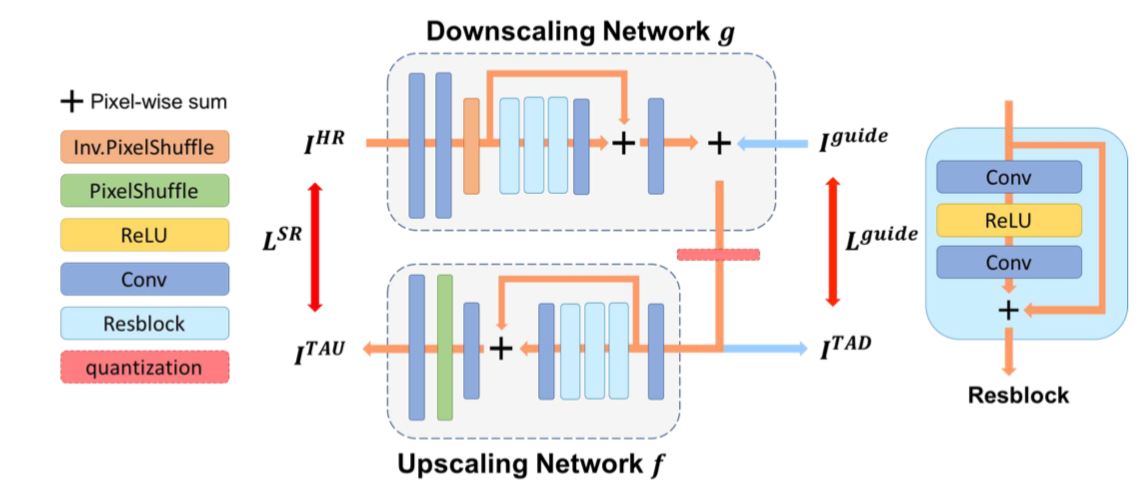 Downscaling Network g
+ Pixel-wise sum
Inv.PixelShuffle
PixelShuffle
ReLU
Conv
Resblock
quantization
I^HR
+
+
I^guide
L^SR
L^guide
I^TAU
+
I^TAD
Upscaling Network f
Conv
ReLU
Conv
+
Resblock